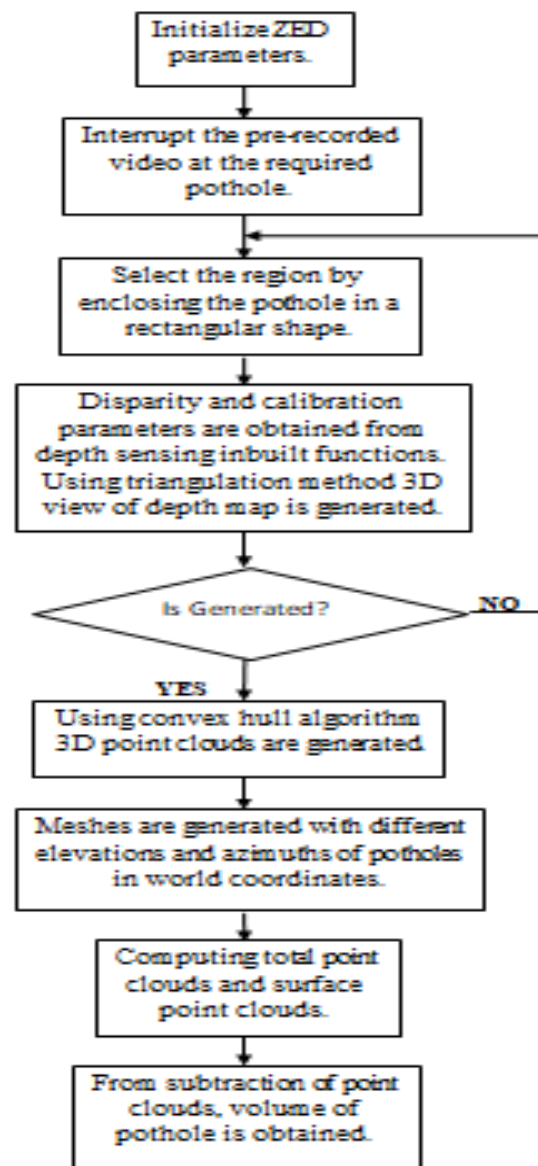 Initialize ZED
parameters.
Interrupt the pre-recorded
video at the required
pothole.
Select the region by
enclosing the pothole in a
rectangular shape.
Disparity and calibration
parameters are obtained from
depth sensing inbuilt functions.
Using triangulation method 3D
view of depth map is generated.
Is Generated?
NO
YES
Using convex hull algorithm
3D point clouds are generated.
Meshes are generated with different
elevations and azimuths of potholes
in world coordinates.
Computing total point
clouds and surface
point clouds.
From subtraction of point
clouds, volume of
pothole is obtained.